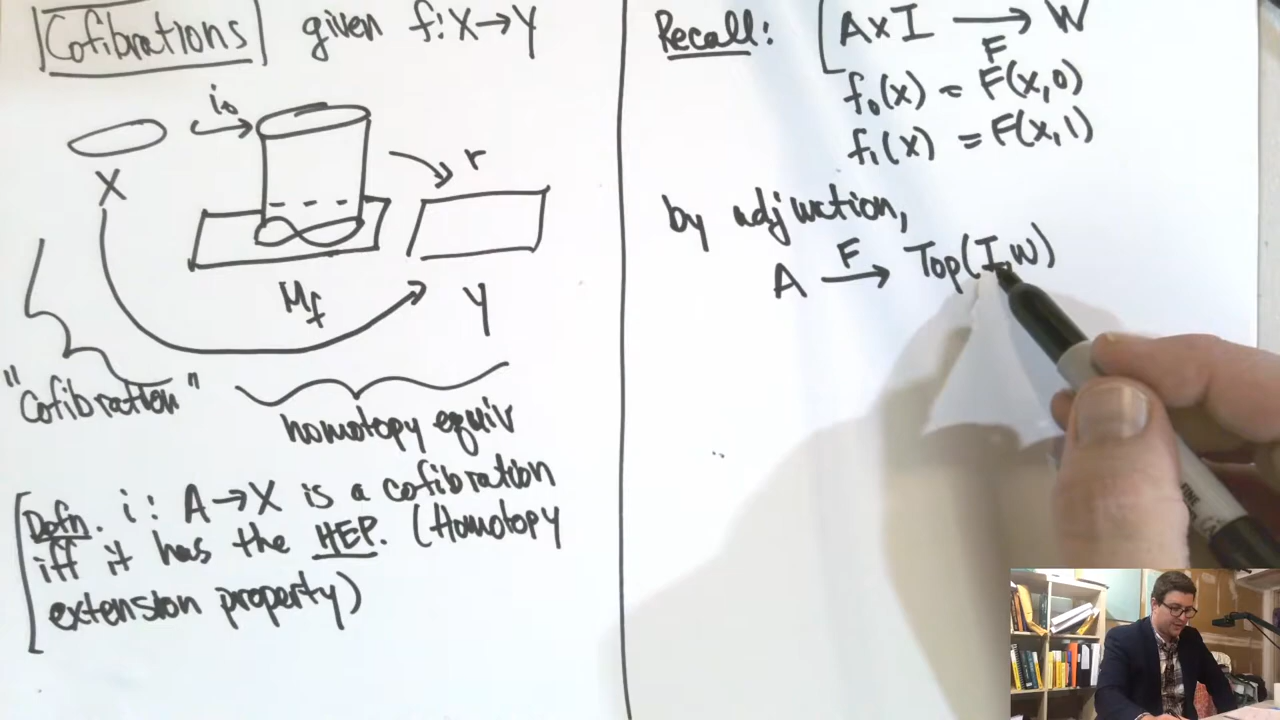 Cofibrations given f: X→Y
i₀
r
X
M_f
Y
"Cofibration"
homotopy equiv
Defn. i: A→X is a cofibration
iff it has the HEP. (Homotopy
extension property)
Recall: A×I → W
F
f₀(x) = F(x,0)
f₁(x) = F(x,1)
by adjunction,
F
A → Top(I,W)
FINE